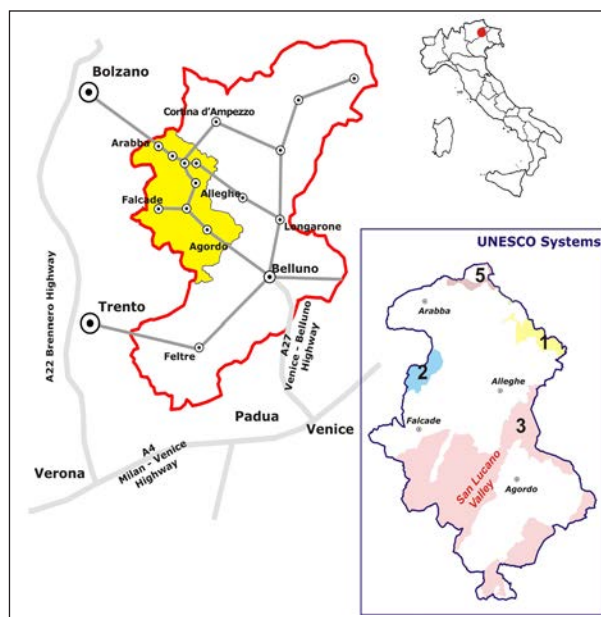 Bolzano
Cortina d'Ampezzo
Arabba
Alleghe
Falcade
Longarone
Agordo
Belluno
Trento
Feltre
A22 Brennero Highway
A27
Venice - Belluno
Highway
Padua
Venice
A4
Milan - Venice
Highway
Verona
UNESCO Systems
5
Arabba
1
2
Alleghe
Falcade
3
San Lucano
Valley
Agordo